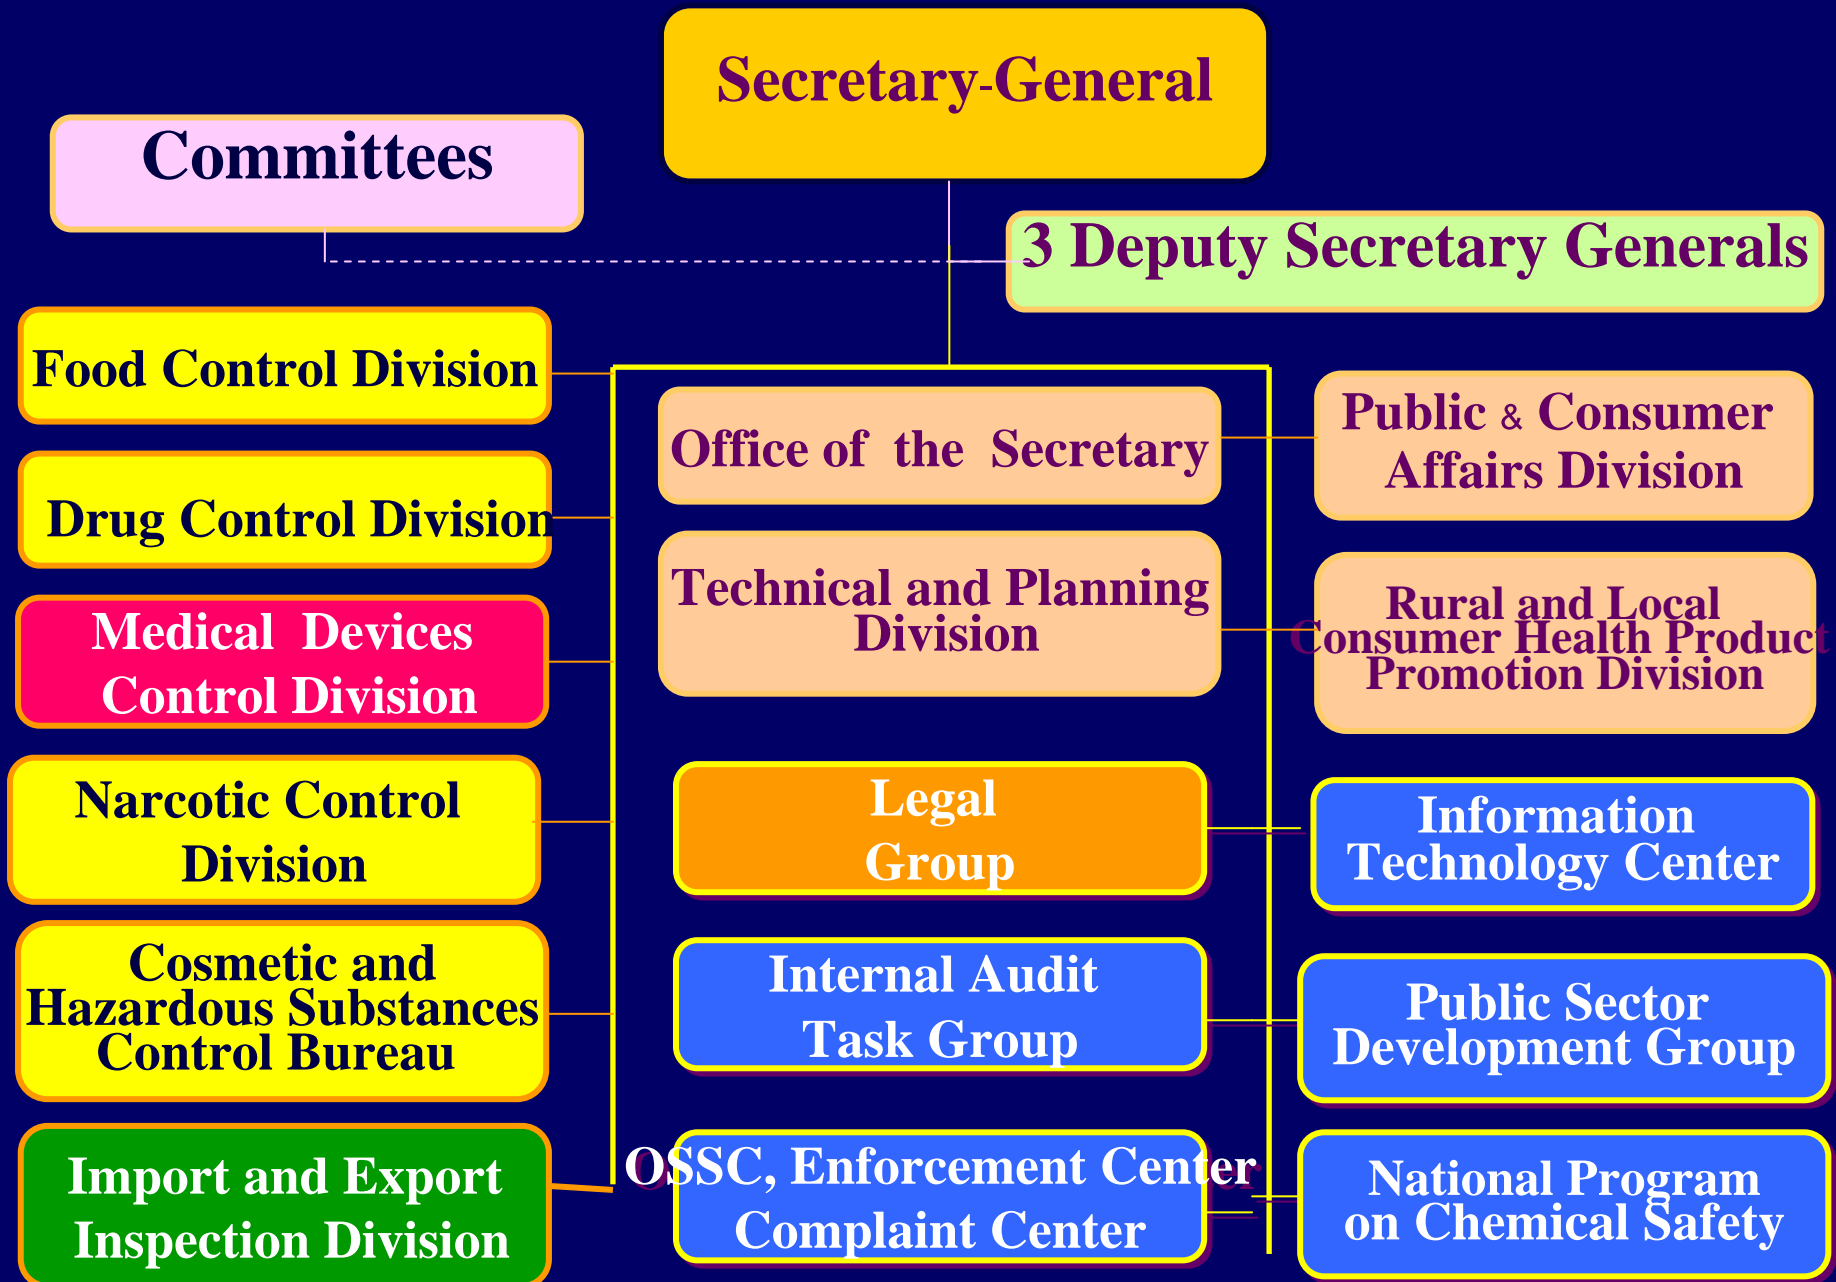 Secretary-General
Committees
3 Deputy Secretary Generals
Food Control Division
Drug Control Division
Medical Devices
Control Division
Narcotic Control
Division
Cosmetic and
Hazardous Substances
Control Bureau
Import and Export
Inspection Division
Office of the Secretary
Technical and Planning
Division
Legal
Group
Internal Audit
Task Group
OSSC, Enforcement Center
Complaint Center
Public & Consumer
Affairs Division
Rural and Local
Consumer Health Product
Promotion Division
Information
Technology Center
Public Sector
Development Group
National Program
on Chemical Safety